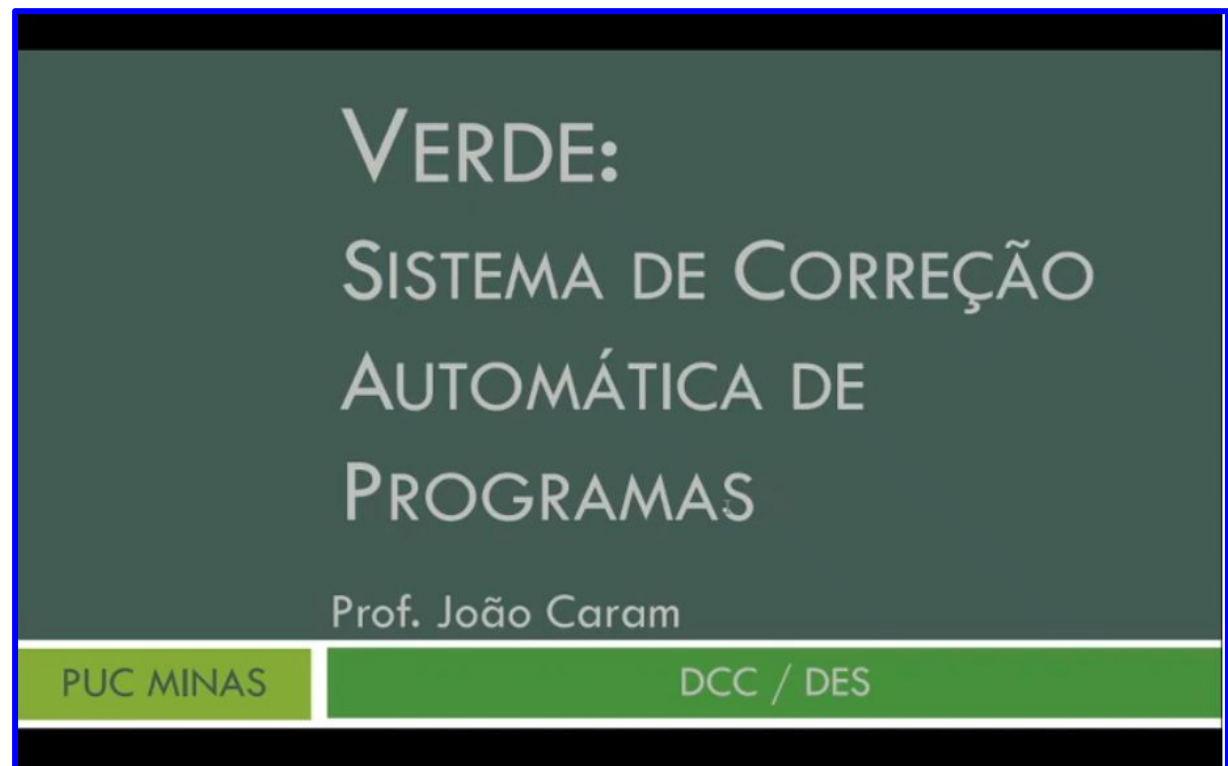 VERDE:
SISTEMA DE CORREÇÃO
AUTOMÁTICA DE
PROGRAMAS
Prof. João Caram
PUC MINAS
DCC / DES